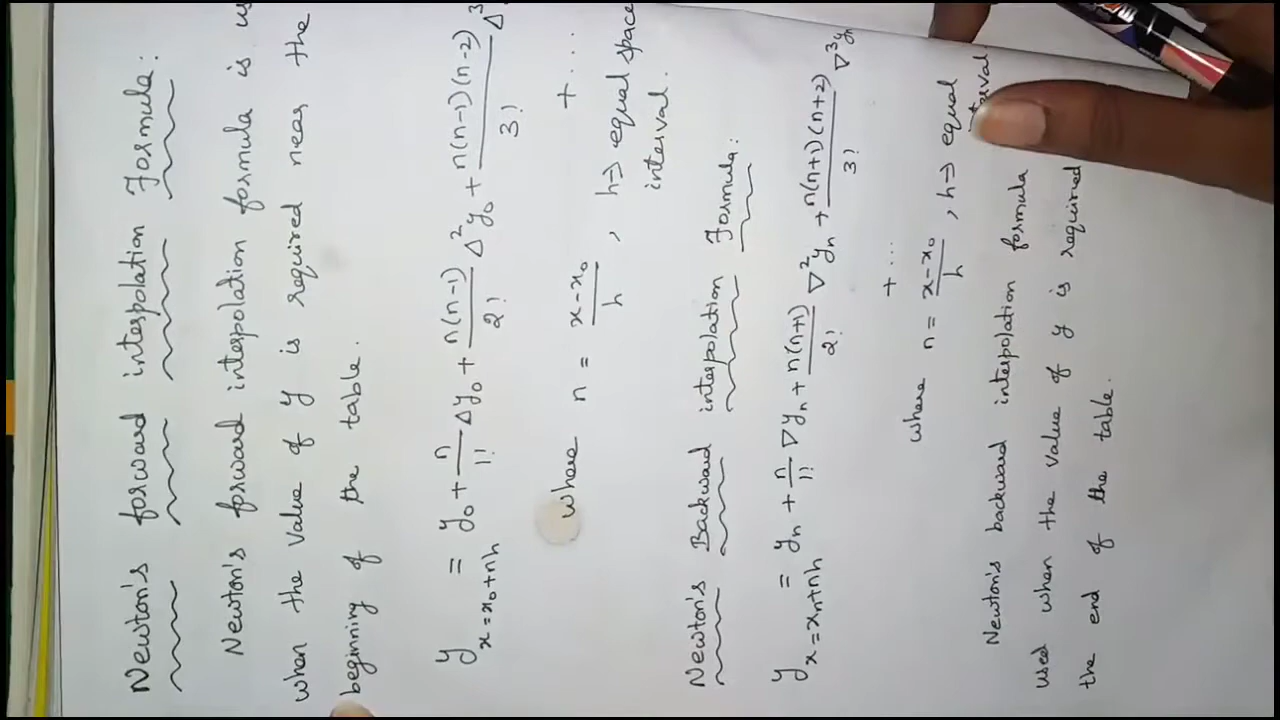 Newton's forward interpolation Formula:
Newton's forward interpolation formula is
when the value of y is required near the
beginning of the table.
y_{x=x₀+nh} = y₀ + n/1! Δy₀ + n(n-1)/2! Δ²y₀ + n(n-1)(n-2)/3! Δ³
+ ...
where n = (x-x₀)/h , h → equal space
interval.
Newton's Backward interpolation Formula:
y_{x=xₙ+nh} = yₙ + n/1! ∇yₙ + n(n+1)/2! ∇²yₙ + n(n+1)(n+2)/3! ∇³yₙ
+ ...
where n = (x-x₀)/h , h → equal
Newton's backward interpolation formula
used when the value of y is required
the end of the table.